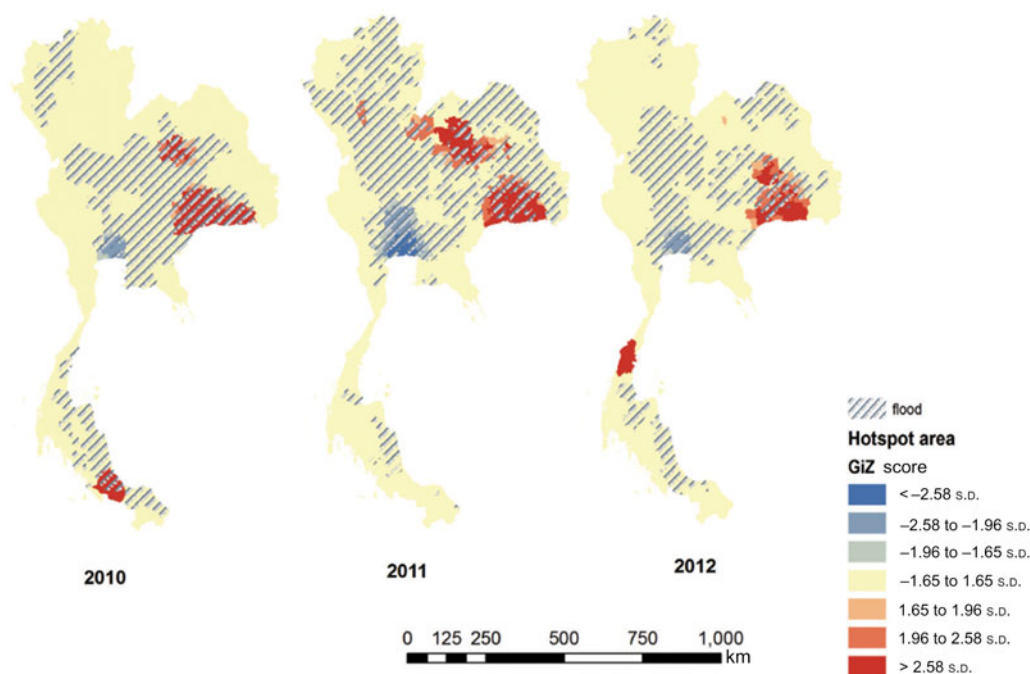 flood
Hotspot area
GiZ score
< –2.58 S.D.
–2.58 to –1.96 S.D.
–1.96 to –1.65 S.D.
–1.65 to 1.65 S.D.
1.65 to 1.96 S.D.
1.96 to 2.58 S.D.
> 2.58 S.D.
2010
2011
2012
0 125 250 500 750 1,000
km